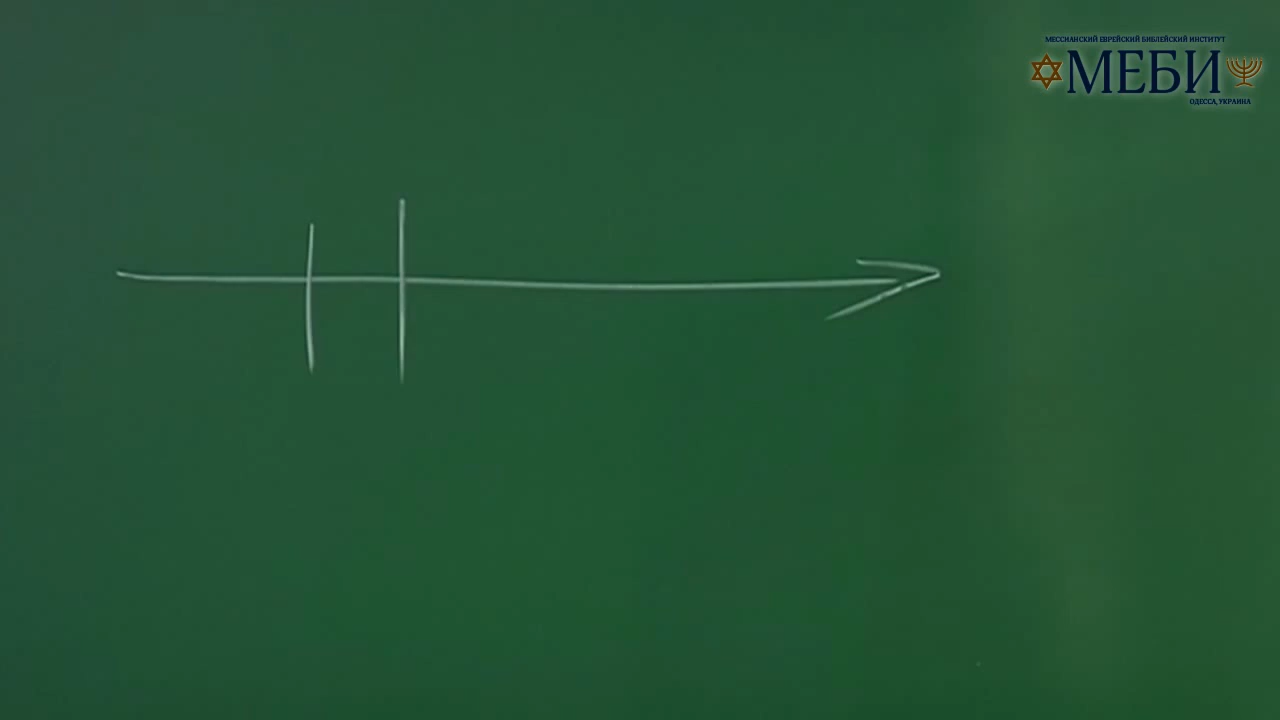 МЕССИАНСКИЙ ЕВРЕЙСКИЙ БИБЛЕЙСКИЙ ИНСТИТУТ
МЕБИ
ОДЕССА, УКРАИНА